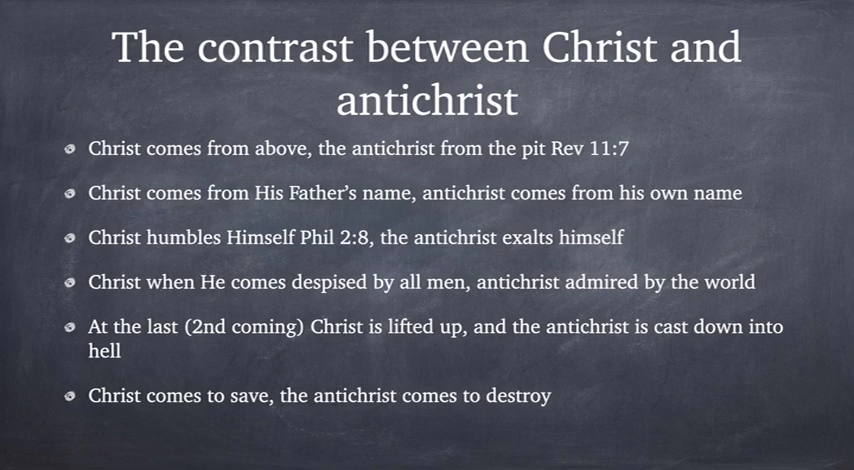 The contrast between Christ and
antichrist
Christ comes from above, the antichrist from the pit Rev 11:7
Christ comes from His Father’s name, antichrist comes from his own name
Christ humbles Himself Phil 2:8, the antichrist exalts himself
Christ when He comes despised by all men, antichrist admired by the world
At the last (2nd coming) Christ is lifted up, and the antichrist is cast down into
hell
Christ comes to save, the antichrist comes to destroy